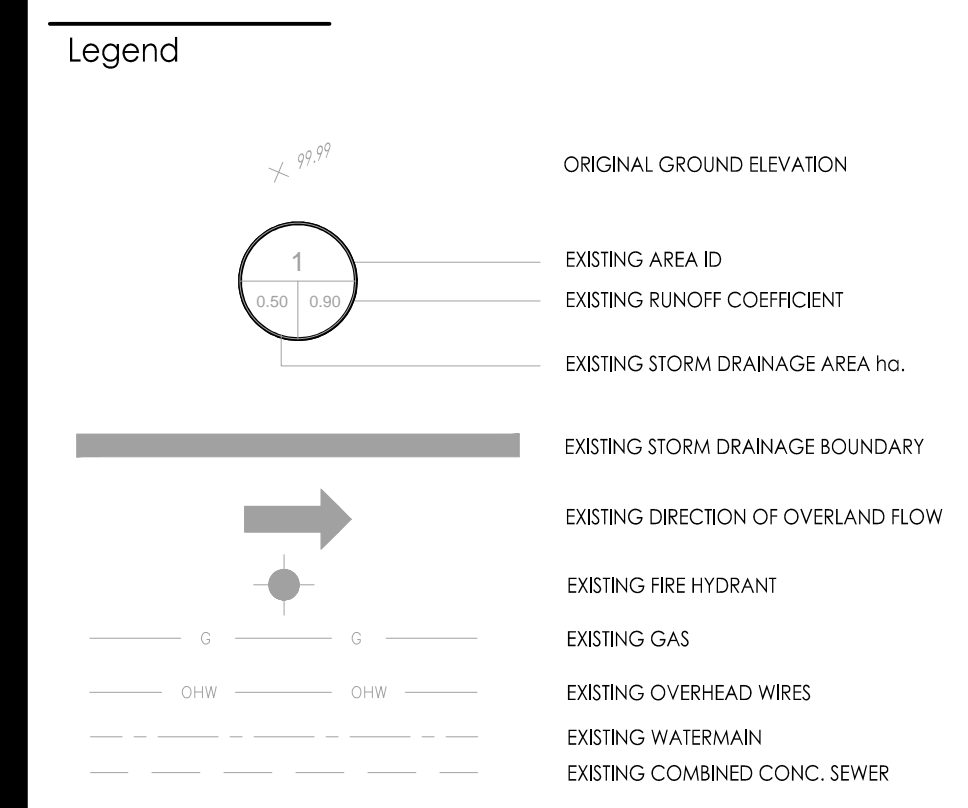 Legend
99.99 ORIGINAL GROUND ELEVATION
1 EXISTING AREA ID
0.50 0.90 EXISTING RUNOFF COEFFICIENT
EXISTING STORM DRAINAGE AREA ha.
EXISTING STORM DRAINAGE BOUNDARY
EXISTING DIRECTION OF OVERLAND FLOW
EXISTING FIRE HYDRANT
G G EXISTING GAS
OHW OHW EXISTING OVERHEAD WIRES
EXISTING WATERMAIN
EXISTING COMBINED CONC. SEWER